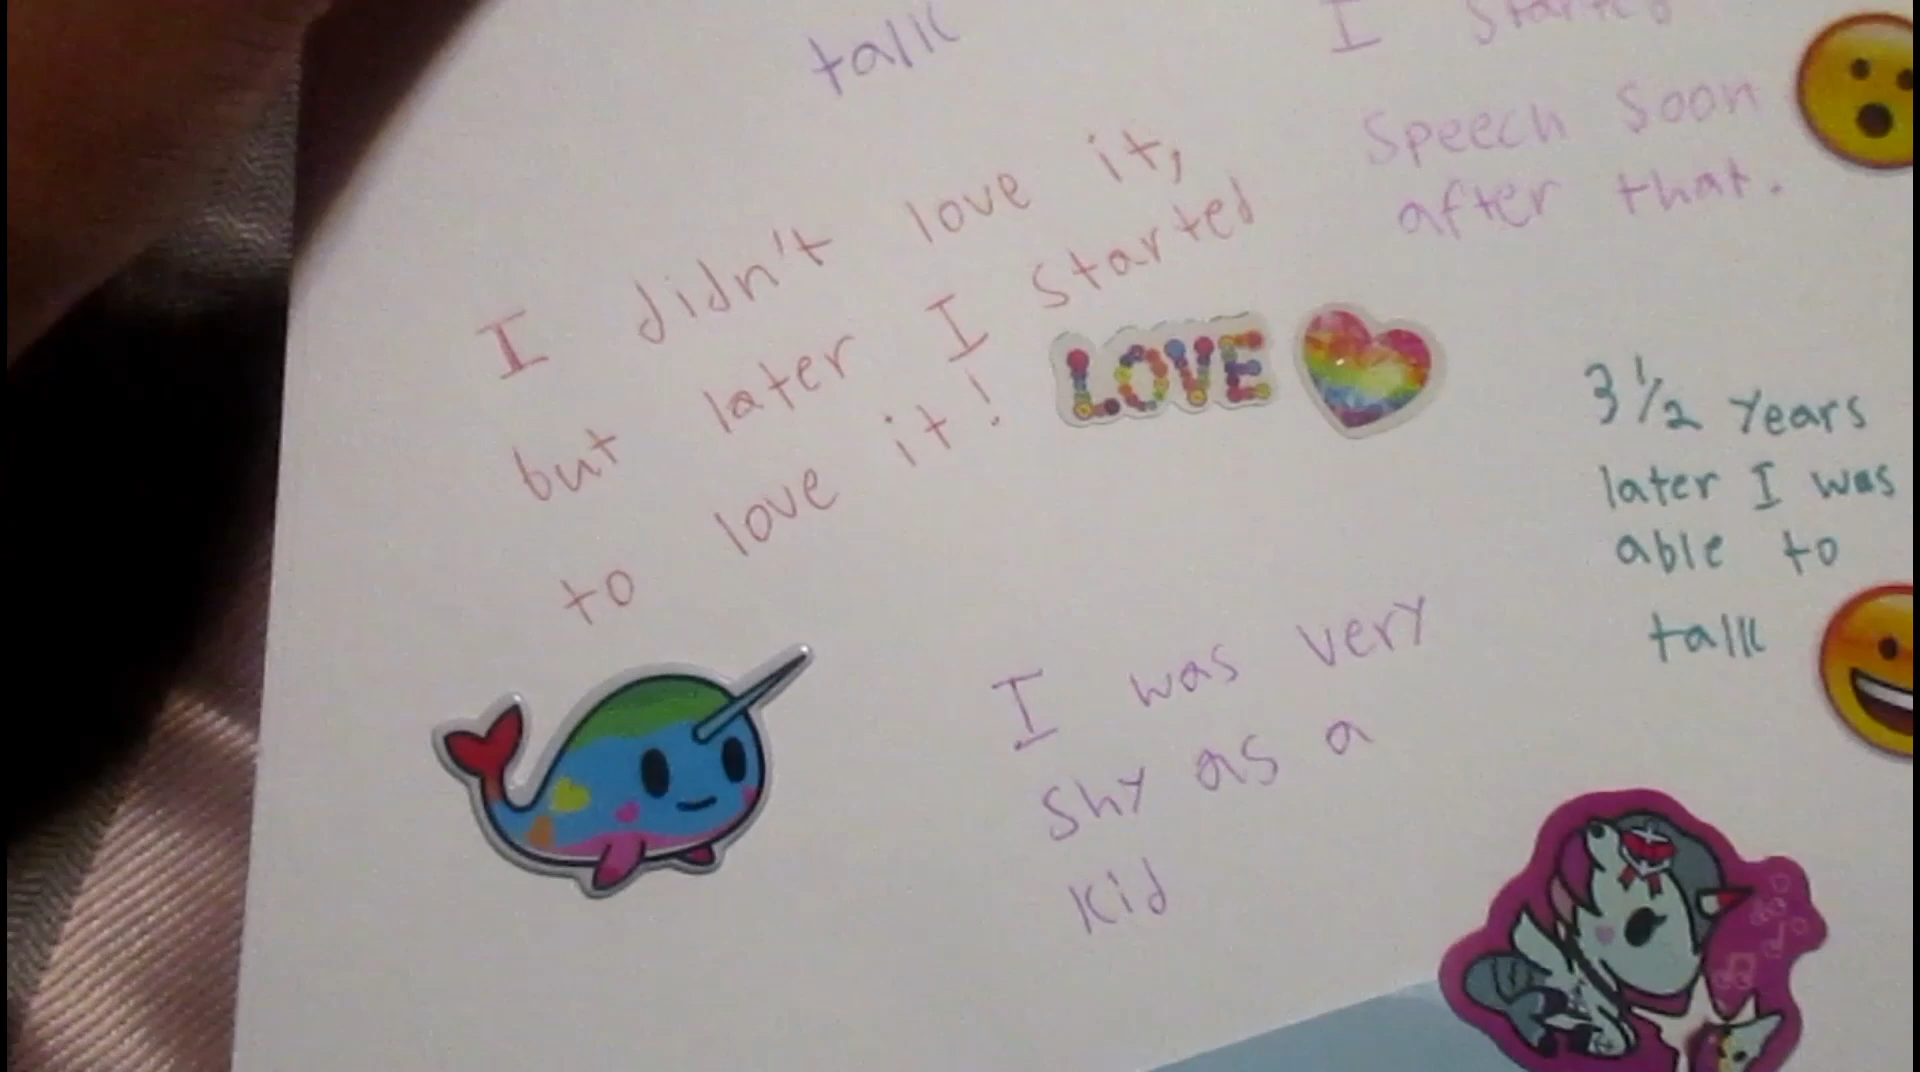 talk
I started
Speech Soon
after that.
I didn't love it,
but later I started
to love it!
LOVE
3 1/2 years
later I was
able to
talk
I was very
shy as a
kid